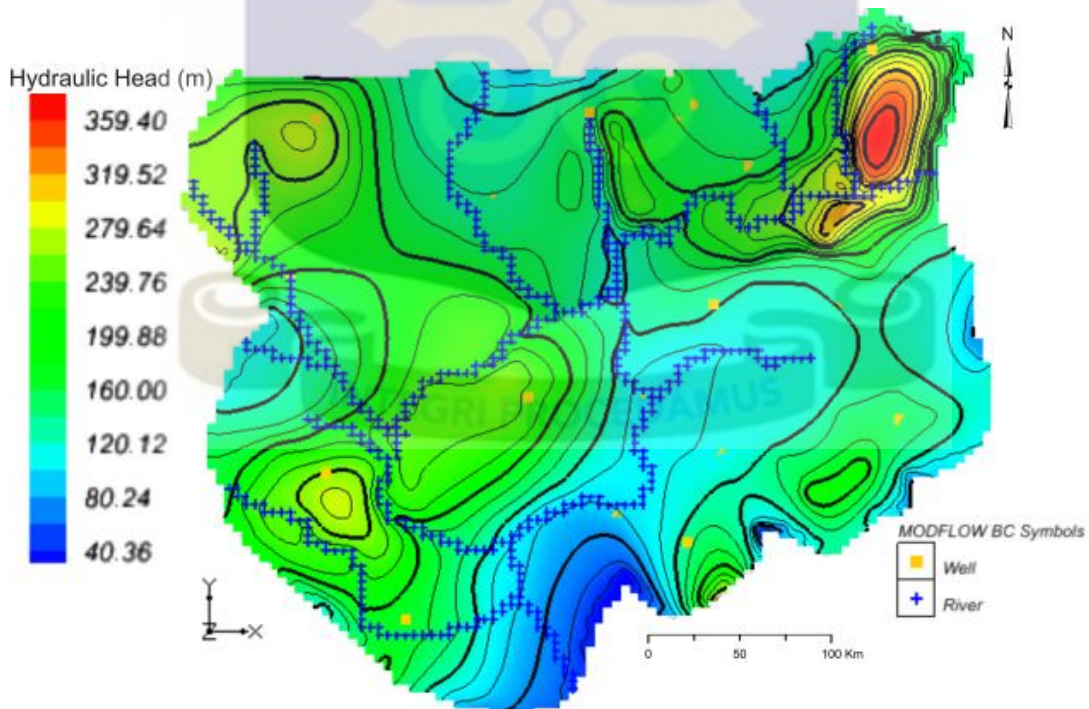 Hydraulic Head (m)
359.40
319.52
279.64
239.76
199.88
160.00
120.12
80.24
40.36
N
PROCEDAMUS
MODFLOW BC Symbols
Well
River
Y
Z X
0 50 100 Km